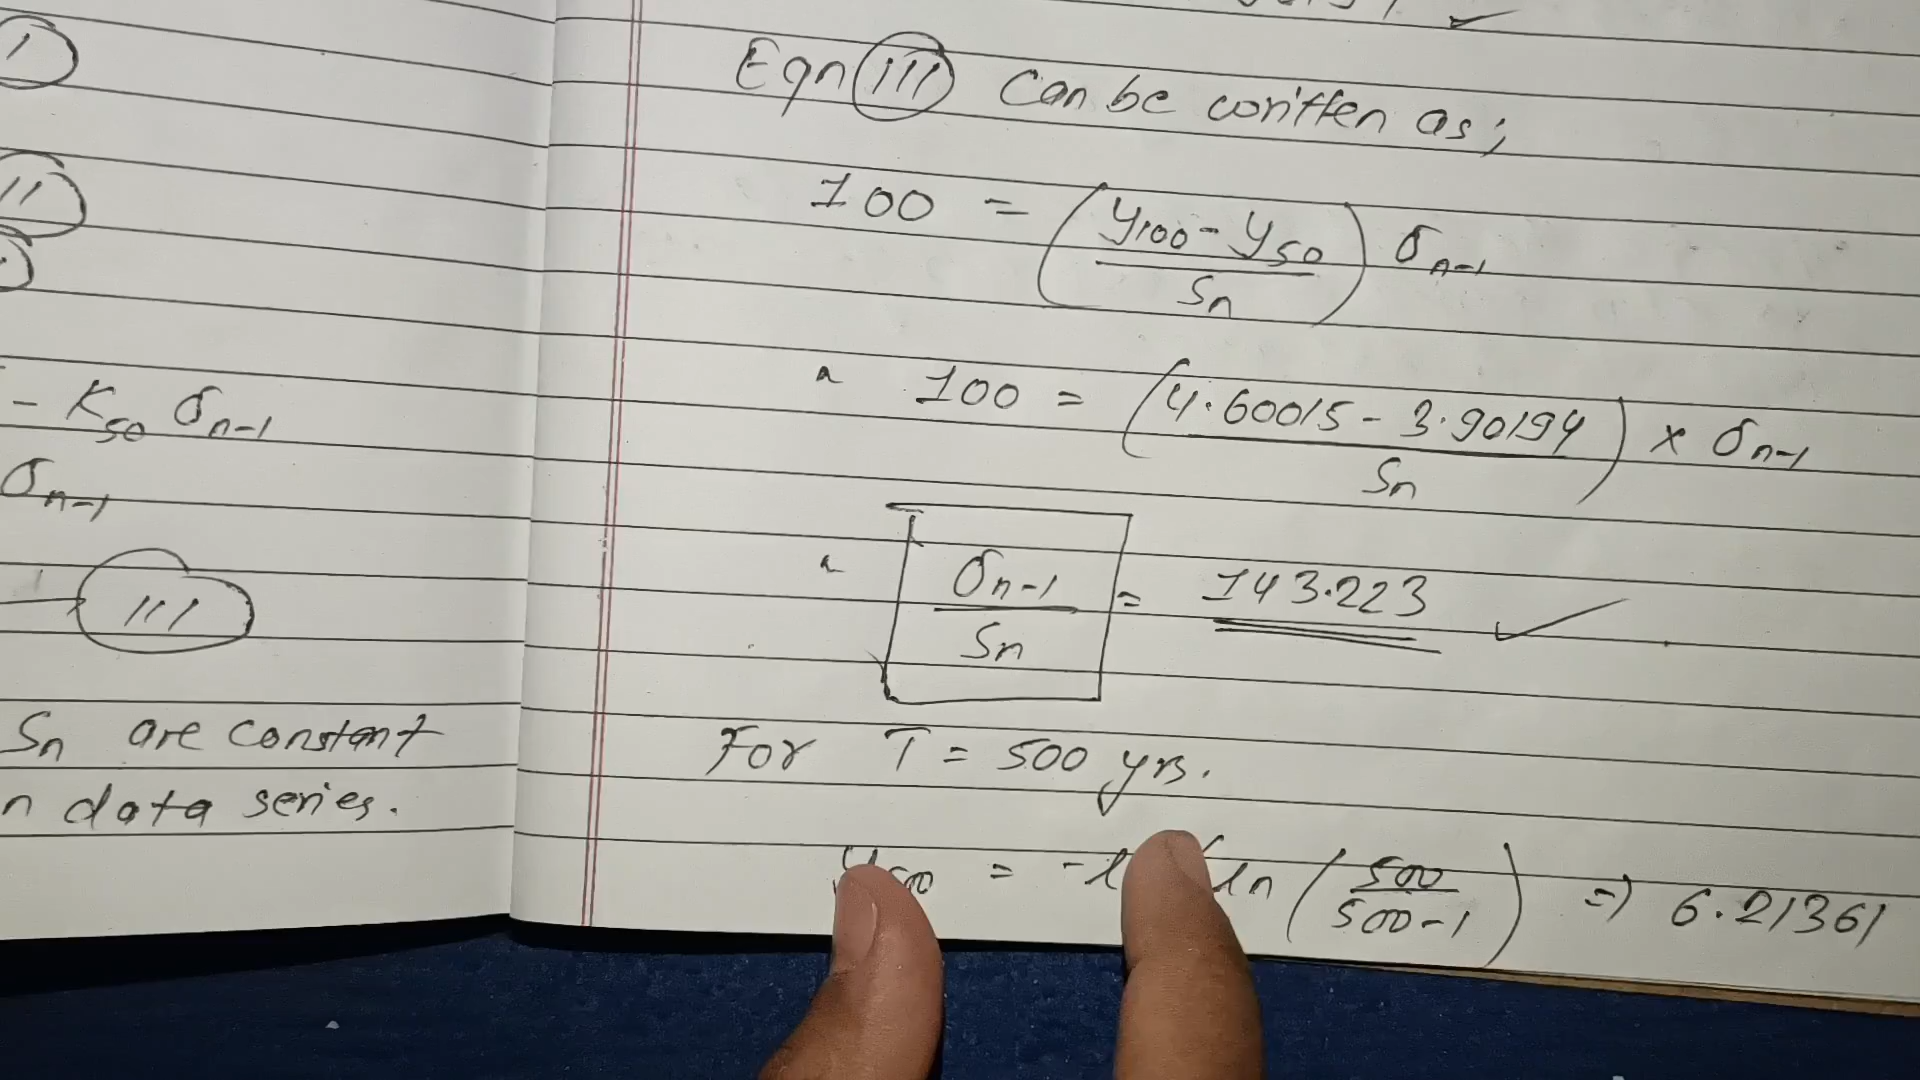 I
II
- K50 σn-1
σn-1
III
Sn are constant
n data series.
Eqn III Can be written as;
100 = (y100 - y50 / Sn) σn-1
100 = (4.60015 - 3.90194 / Sn) x σn-1
σn-1 / Sn = 143.223 ✓
For T = 500 yrs.
= - ln (500 / 500-1) => 6.21361